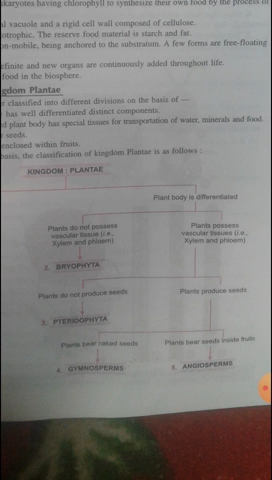 ukaryotes having chlorophyll to synthesize their own food by the process of
al vacuole and a rigid cell wall composed of cellulose.
otrophic. The reserve food material is starch and fat.
on-mobile, being anchored to the substratum. A few forms are free-floating
efinite and new organs are continuously added throughout life.
food in the biosphere.
gdom Plantae
r classified into different divisions on the basis of —
has well differentiated distinct components.
d plant body has special tissues for transportation of water, minerals and food.
r seeds.
enclosed within fruits.
basis, the classification of kingdom Plantae is as follows :
KINGDOM : PLANTAE
Plant body is differentiated
Plants do not possess
vascular tissue (i.e.,
Xylem and phloem)
Plants possess
vascular tissues (i.e.,
Xylem and phloem)
2. BRYOPHYTA
Plants do not produce seeds
Plants produce seeds
3. PTERIDOPHYTA
Plants bear naked seeds
Plants bear seeds inside fruits
4. GYMNOSPERMS
5. ANGIOSPERMS